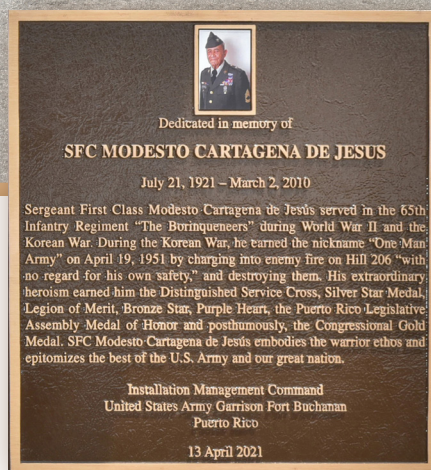 Dedicated in memory of
SFC MODESTO CARTAGENA DE JESUS
July 21, 1921 – March 2, 2010
Sergeant First Class Modesto Cartagena de Jesús served in the 65th
Infantry Regiment "The Borinqueneers" during World War II and the
Korean War. During the Korean War, he earned the nickname "One Man
Army" on April 19, 1951 by charging into enemy fire on Hill 206 "with
no regard for his own safety," and destroying them. His extraordinary
heroism earned him the Distinguished Service Cross, Silver Star Medal,
Legion of Merit, Bronze Star, Purple Heart, the Puerto Rico Legislative
Assembly Medal of Honor and posthumously, the Congressional Gold
Medal. SFC Modesto Cartagena de Jesús embodies the warrior ethos and
epitomizes the best of the U.S. Army and our great nation.
Installation Management Command
United States Army Garrison Fort Buchanan
Puerto Rico
13 April 2021